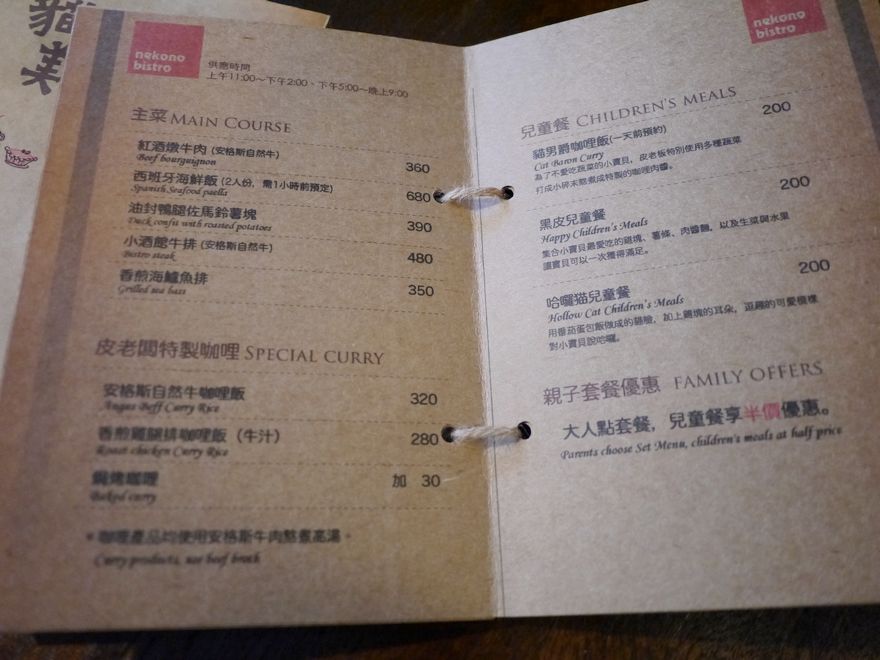 nekono
bistro
供應時間
上午11:00～下午2:00、下午5:00～晚上9:00
主菜 MAIN COURSE
紅酒燉牛肉 (安格斯自然牛) 360
Beef bourguignon
西班牙海鮮飯 (2人份, 需1小時前預定) 680
Spanish Seafood paella
油封鴨腿佐馬鈴薯塊 390
Duck confit with roasted potatoes
小酒館牛排 (安格斯自然牛) 480
Bistro steak
香煎海鱸魚排 350
Grilled sea bass
皮老闆特製咖哩 SPECIAL CURRY
安格斯自然牛咖哩飯 320
Angus Beff Curry Rice
香煎雞腿排咖哩飯（牛汁） 280
Roast chicken Curry Rice
焗烤咖哩 加 30
Baked curry
* 咖哩產品均使用安格斯牛肉熬煮高湯。
Curry products, use beef broth
nekono
bistro
兒童餐 CHILDREN'S MEALS
貓男爵咖哩飯(一天前預約) 200
Cat Baron Curry
為了不愛吃蔬菜的小寶貝, 皮老板特別使用多種蔬菜
打成小碎末熬煮成特製的咖哩肉醬。
黑皮兒童餐 200
Happy Children's Meals
集合小寶貝最愛吃的雞塊、薯條、肉醬麵, 以及生菜與水果
讓寶貝可以一次獲得滿足。
哈囉猫兒童餐 200
Hollow Cat Children's Meals
用番茄蛋包飯做成的貓臉, 加上雞塊的耳朵, 逗趣的可愛模樣
對小寶貝說哈囉。
親子套餐優惠 FAMILY OFFERS
大人點套餐, 兒童餐享半價優惠。
Parents choose Set Menu, children's meals at half price